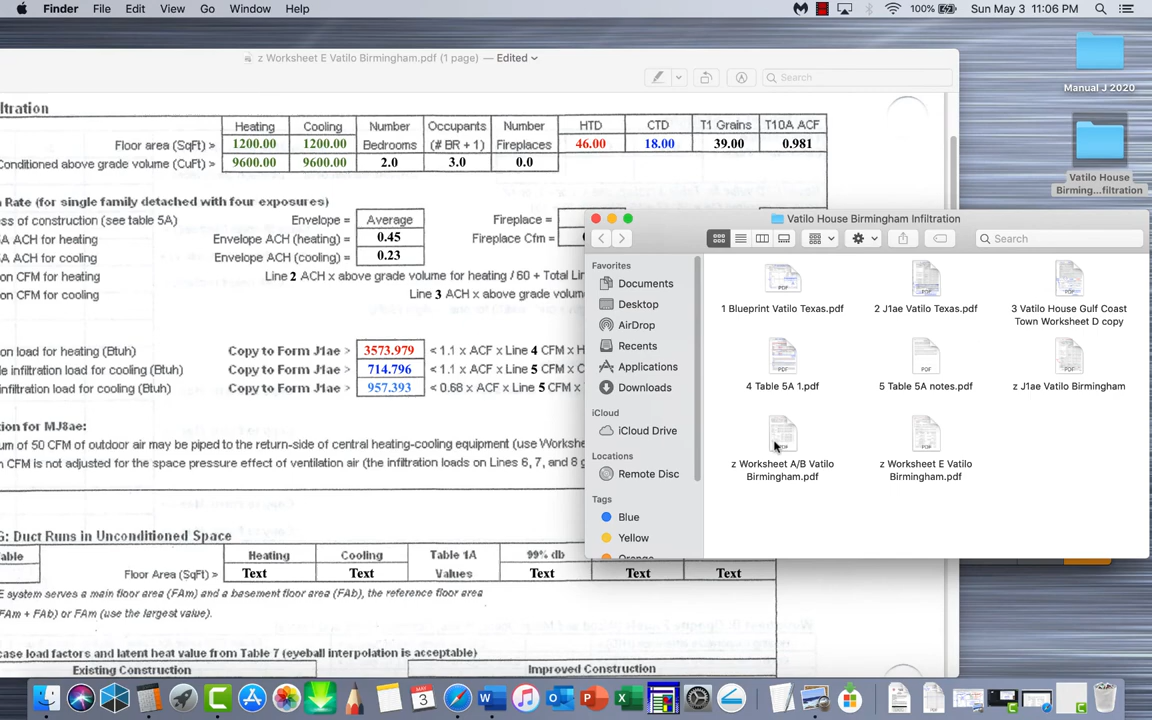 Finder File Edit View Go Window Help 100% Sun May 3 11:06 PM
z Worksheet E Vatilo Birmingham.pdf (1 page) — Edited
Search
Manual J 2020
Vatilo House
Birming...filtration
ltration
Heating Cooling Number Occupants Number HTD CTD T1 Grains T10A ACF
Floor area (SqFt) > 1200.00 1200.00 Bedrooms (# BR + 1) Fireplaces 46.00 18.00 39.00 0.981
Conditioned above grade volume (CuFt) > 9600.00 9600.00 2.0 3.0 0.0
n Rate (for single family detached with four exposures)
ess of construction (see table 5A) Envelope = Average Fireplace =
5A ACH for heating Envelope ACH (heating) = 0.45 Fireplace Cfm =
5A ACH for cooling Envelope ACH (cooling) = 0.23
on CFM for heating Line 2 ACH x above grade volume for heating / 60 + Total Lin
on CFM for cooling Line 3 ACH x above grade volum
on load for heating (Btuh) Copy to Form J1ae > 3573.979 < 1.1 x ACF x Line 4 CFM x H
le infiltration load for cooling (Btuh) Copy to Form J1ae > 714.796 < 1.1 x ACF x Line 5 CFM x C
nfiltration load for cooling (Btuh) Copy to Form J1ae > 957.393 < 0.68 x ACF x Line 5 CFM x
ion for MJ8ae:
um of 50 CFM of outdoor air may be piped to the return-side of central heating-cooling equipment (use Workshe
n CFM is not adjusted for the space pressure effect of ventilation air (the infiltration loads on Lines 6, 7, and 8 g
G: Duct Runs in Unconditioned Space
able Heating Cooling Table 1A 99% db
Floor Area (SqFt) > Text Text Values Text Text Text
E system serves a main floor area (FAm) and a basement floor area (FAb), the reference floor area
FAm + FAb) or FAm (use the largest value).
case load factors and latent heat value from Table 7 (eyeball interpolation is acceptable)
Existing Construction Improved Construction
Vatilo House Birmingham Infiltration
Search
Favorites
Documents
Desktop
AirDrop
Recents
Applications
Downloads
iCloud
iCloud Drive
Locations
Remote Disc
Tags
Blue
Yellow
Orange
1 Blueprint Vatilo Texas.pdf
2 J1ae Vatilo Texas.pdf
3 Vatilo House Gulf Coast
Town Worksheet D copy
4 Table 5A 1.pdf
5 Table 5A notes.pdf
z J1ae Vatilo Birmingham
z Worksheet A/B Vatilo
Birmingham.pdf
z Worksheet E Vatilo
Birmingham.pdf
MAY
3